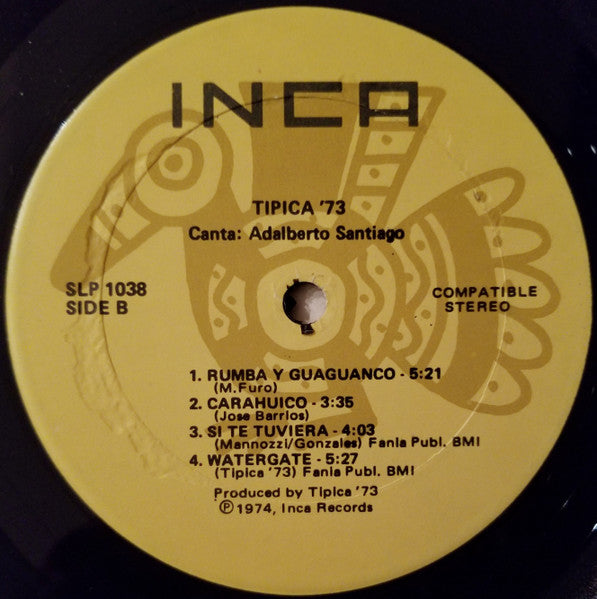 INCA
TIPICA '73
Canta: Adalberto Santiago
SLP 1038
SIDE B
COMPATIBLE
STEREO
1. RUMBA Y GUAGUANCO - 5:21
(M. Furo)
2. CARAHUICO - 3:35
(Jose Barrios)
3. SI TE TUVIERA - 4:03
(Mannozzi/Gonzales) Fania Publ. BMI
4. WATERGATE - 5:27
(Tipica '73) Fania Publ. BMI
Produced by Tipica '73
Ⓟ 1974, Inca Records